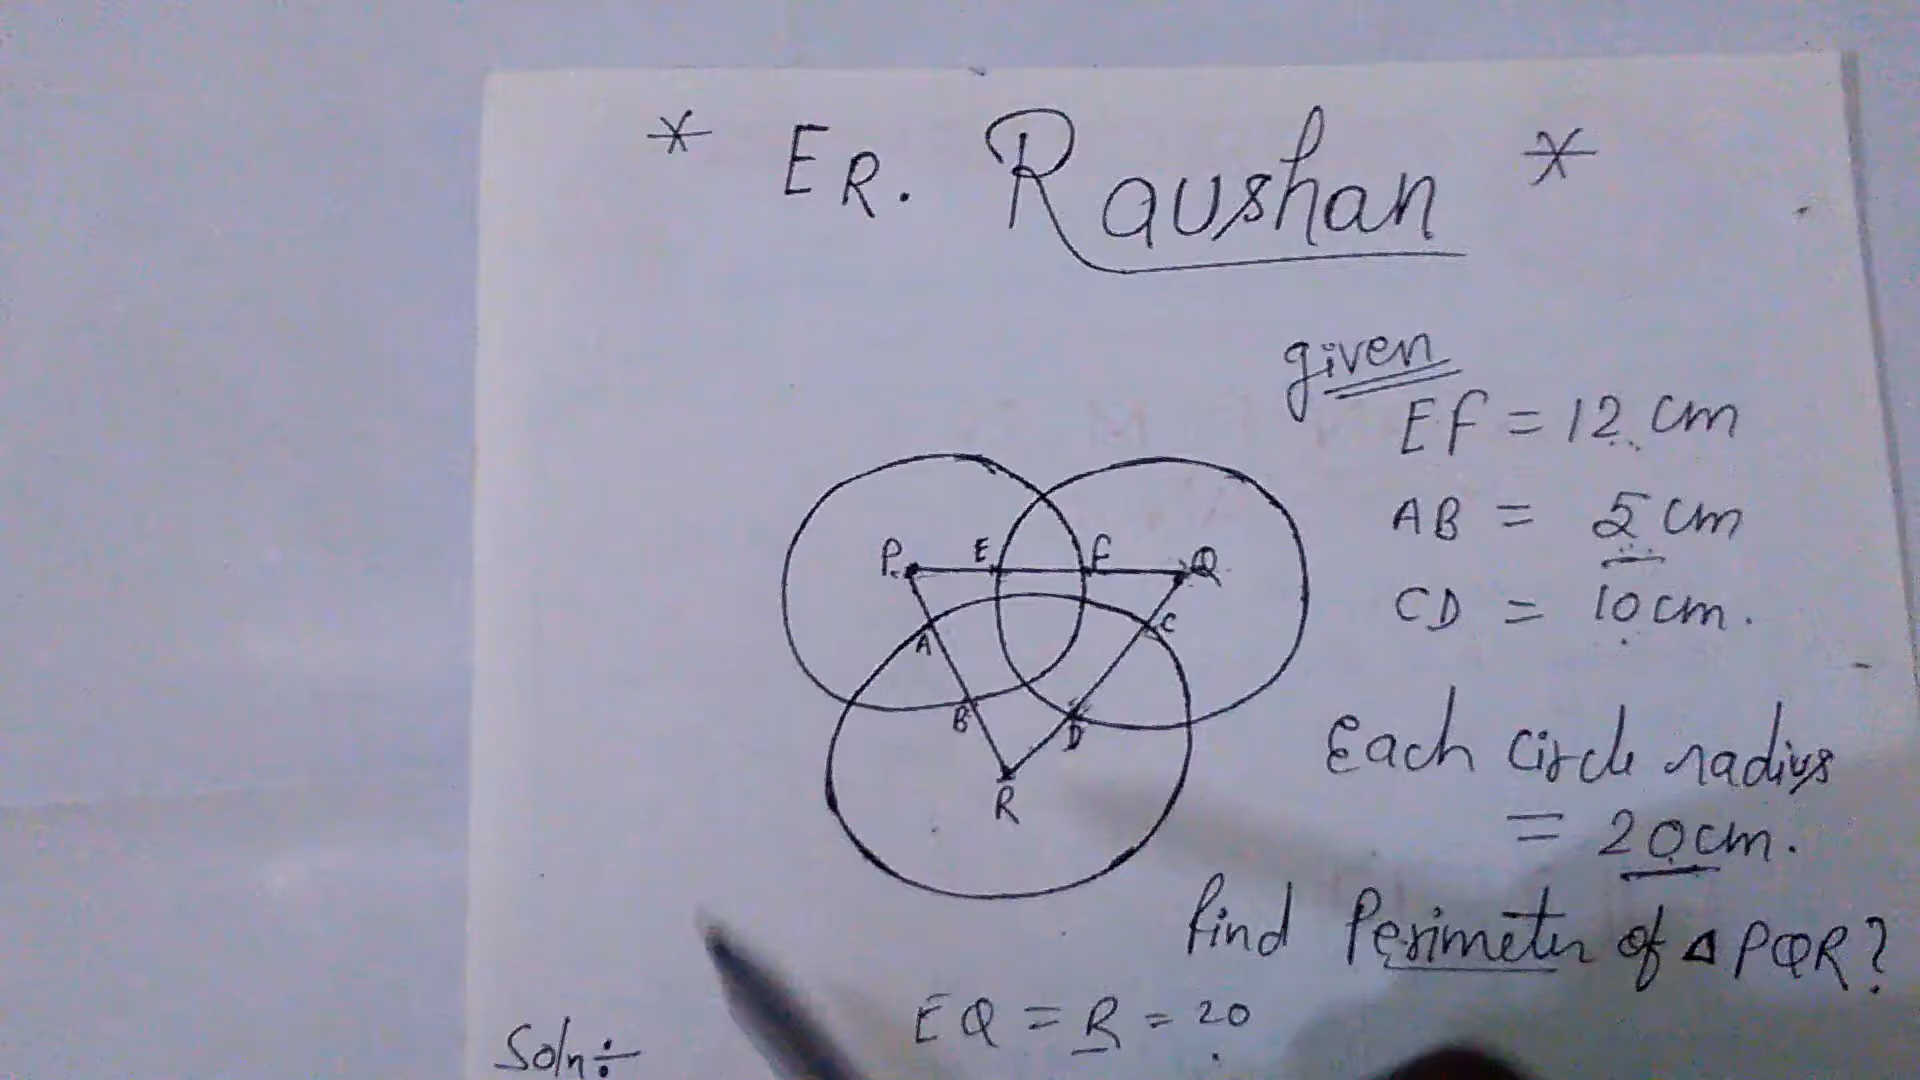 * ER. Raushan *
given
EF = 12 cm
AB = 5 cm
CD = 10 cm.
P E F Q
A C
B D
R
Each circle radius
= 20 cm.
find Perimeter of Δ PQR?
EQ = R = 20
Soln ÷